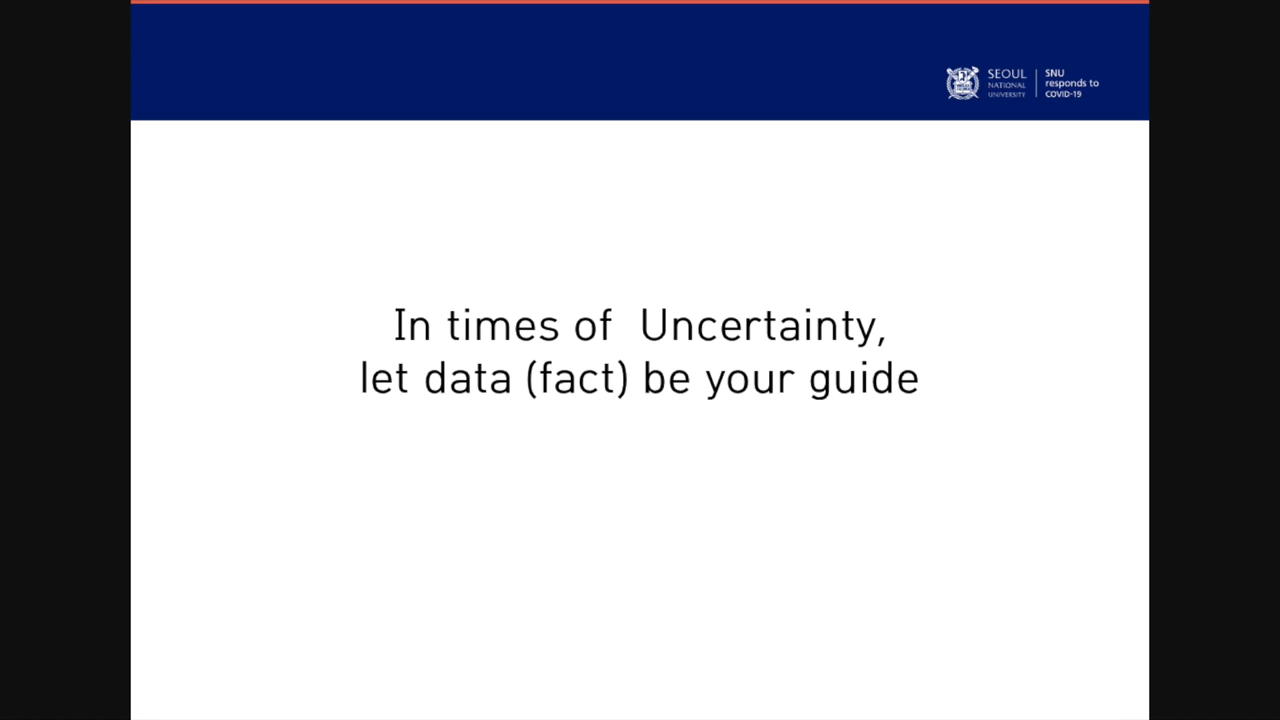 SEOUL
NATIONAL
UNIVERSITY
SNU
responds to
COVID-19
In times of  Uncertainty,
let data (fact) be your guide